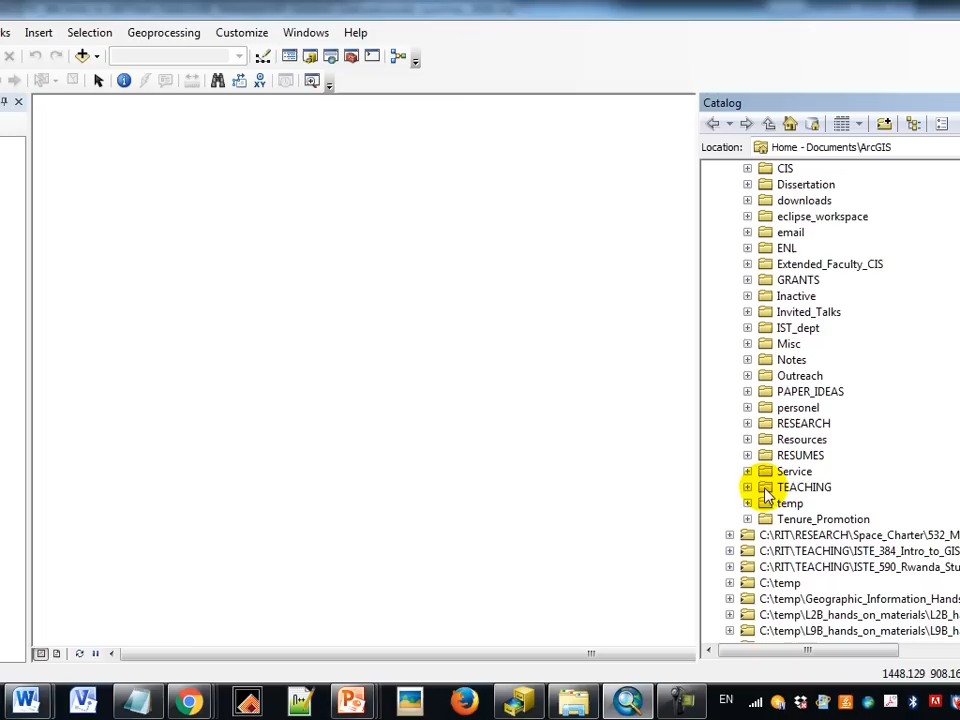 ks Insert Selection Geoprocessing Customize Windows Help
XY
Catalog
Location: Home - Documents\ArcGIS
CIS
Dissertation
downloads
eclipse_workspace
email
ENL
Extended_Faculty_CIS
GRANTS
Inactive
Invited_Talks
IST_dept
Misc
Notes
Outreach
PAPER_IDEAS
personel
RESEARCH
Resources
RESUMES
Service
TEACHING
temp
Tenure_Promotion
C:\RIT\RESEARCH\Space_Charter\532_M
C:\RIT\TEACHING\ISTE_384_Intro_to_GIS
C:\RIT\TEACHING\ISTE_590_Rwanda_Stu
C:\temp
C:\temp\Geographic_Information_Hands
C:\temp\L2B_hands_on_materials\L2B_h
C:\temp\L9B_hands_on_materials\L9B_h
1448.129 908.16
EN